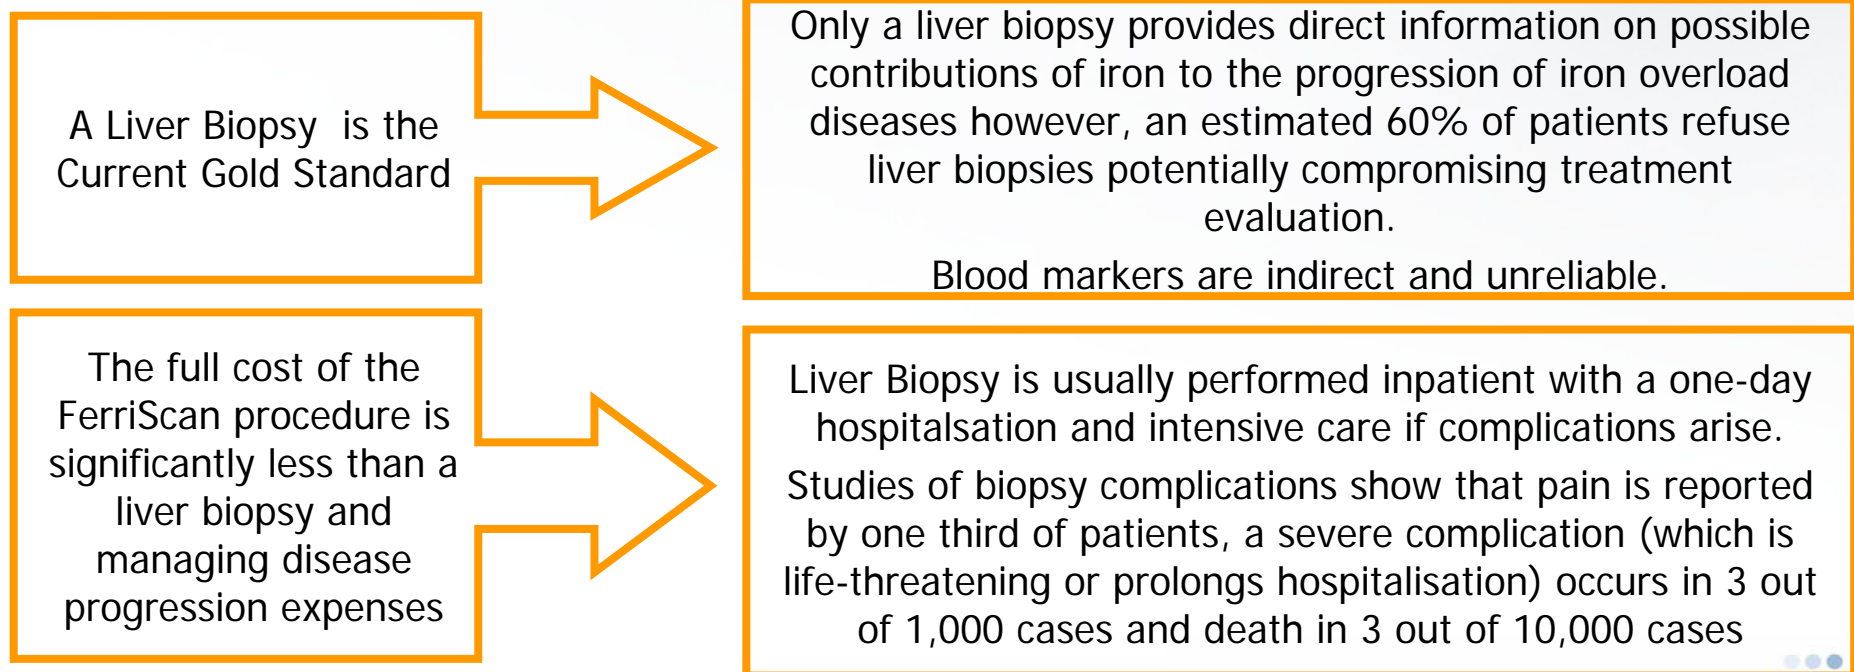 A Liver Biopsy  is the
Current Gold Standard
Only a liver biopsy provides direct information on possible
contributions of iron to the progression of iron overload
diseases however, an estimated 60% of patients refuse
liver biopsies potentially compromising treatment
evaluation.
Blood markers are indirect and unreliable.
The full cost of the
FerriScan procedure is
significantly less than a
liver biopsy and
managing disease
progression expenses
Liver Biopsy is usually performed inpatient with a one-day
hospitalsation and intensive care if complications arise.
Studies of biopsy complications show that pain is reported
by one third of patients, a severe complication (which is
life-threatening or prolongs hospitalisation) occurs in 3 out
of 1,000 cases and death in 3 out of 10,000 cases